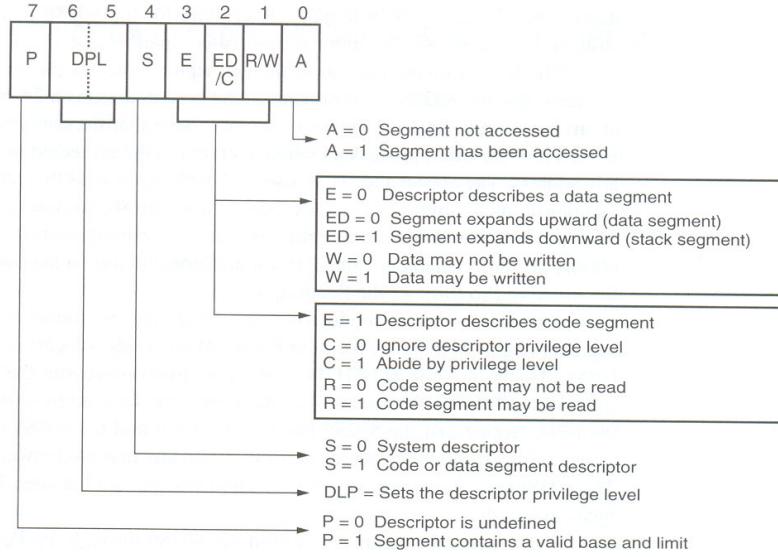 7 6 5 4 3 2 1 0
P DPL S E ED/C R/W A
A = 0 Segment not accessed
A = 1 Segment has been accessed
E = 0 Descriptor describes a data segment
ED = 0 Segment expands upward (data segment)
ED = 1 Segment expands downward (stack segment)
W = 0 Data may not be written
W = 1 Data may be written
E = 1 Descriptor describes code segment
C = 0 Ignore descriptor privilege level
C = 1 Abide by privilege level
R = 0 Code segment may not be read
R = 1 Code segment may be read
S = 0 System descriptor
S = 1 Code or data segment descriptor
DLP = Sets the descriptor privilege level
P = 0 Descriptor is undefined
P = 1 Segment contains a valid base and limit